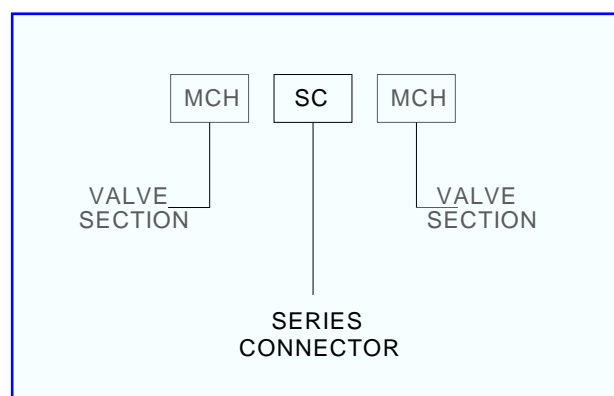 MCH SC MCH
VALVE SECTION
VALVE SECTION
SERIES
CONNECTOR